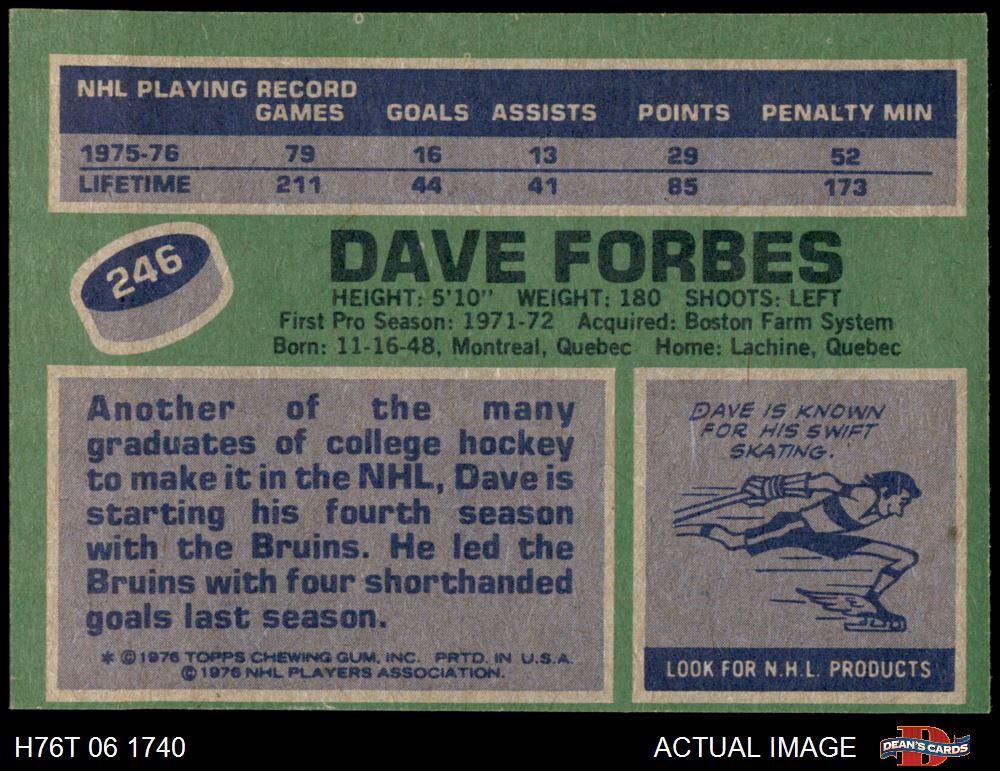 NHL PLAYING RECORD
GAMES GOALS ASSISTS POINTS PENALTY MIN
1975-76 79 16 13 29 52
LIFETIME 211 44 41 85 173
246
DAVE FORBES
HEIGHT: 5'10" WEIGHT: 180 SHOOTS: LEFT
First Pro Season: 1971-72 Acquired: Boston Farm System
Born: 11-16-48, Montreal, Quebec Home: Lachine, Quebec
Another of the many
graduates of college hockey
to make it in the NHL, Dave is
starting his fourth season
with the Bruins. He led the
Bruins with four shorthanded
goals last season.
* © 1976 TOPPS CHEWING GUM, INC. PRTD. IN U.S.A.
© 1976 NHL PLAYERS ASSOCIATION.
DAVE IS KNOWN
FOR HIS SWIFT
SKATING.
LOOK FOR N.H.L. PRODUCTS
H76T 06 1740
ACTUAL IMAGE
DEAN'S CARDS